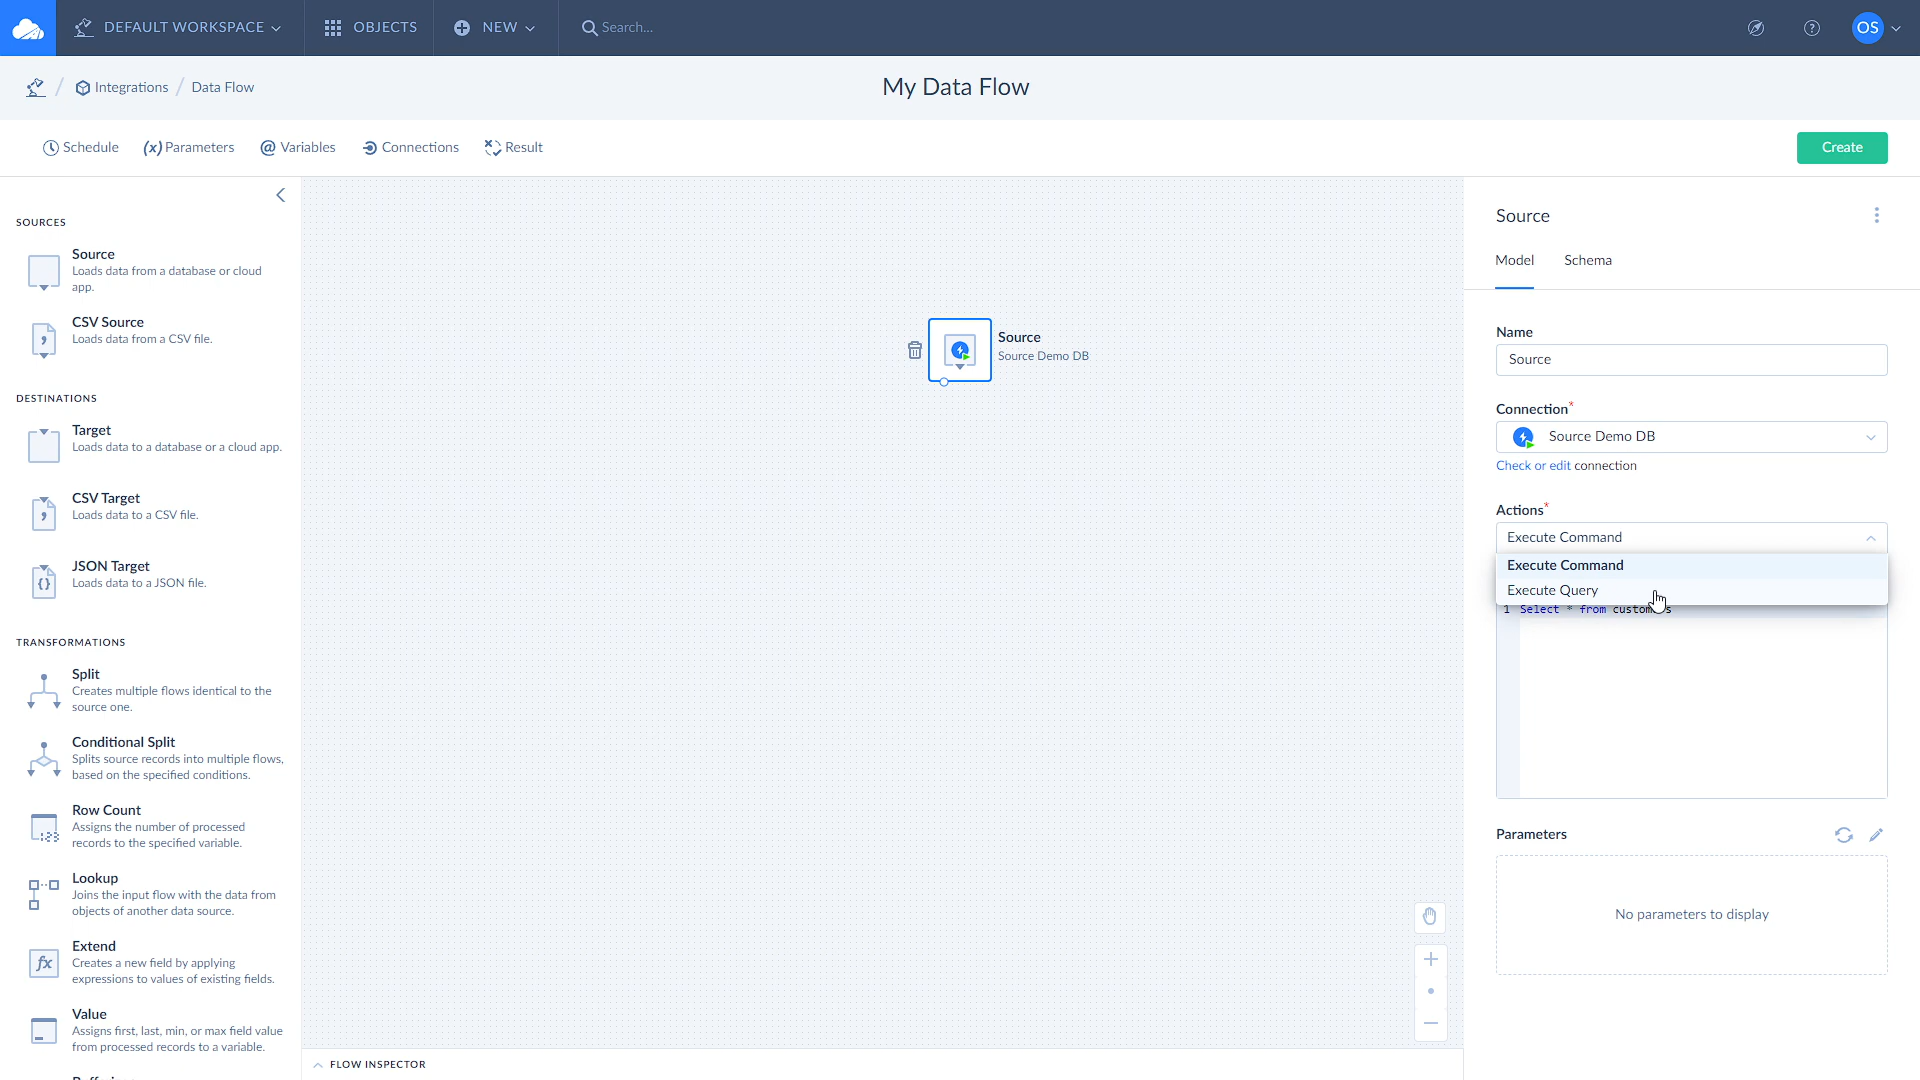 DEFAULT WORKSPACE
OBJECTS
NEW
Search...
?
OS
/ Integrations / Data Flow
My Data Flow
Schedule
(x) Parameters
@ Variables
Connections
Result
Create
SOURCES
Source
Loads data from a database or cloud
app.
CSV Source
Loads data from a CSV file.
DESTINATIONS
Target
Loads data to a database or a cloud app.
CSV Target
Loads data to a CSV file.
{}
JSON Target
Loads data to a JSON file.
TRANSFORMATIONS
Split
Creates multiple flows identical to the
source one.
Conditional Split
Splits source records into multiple flows,
based on the specified conditions.
Row Count
Assigns the number of processed
records to the specified variable.
Lookup
Joins the input flow with the data from
objects of another data source.
fx
Extend
Creates a new field by applying
expressions to values of existing fields.
Value
Assigns first, last, min, or max field value
from processed records to a variable.
Source
Source Demo DB
FLOW INSPECTOR
Source
Model
Schema
Name
Source
Connection*
Source Demo DB
Check or edit connection
Actions*
Execute Command
Execute Command
Execute Query
1 Select * from
Parameters
No parameters to display